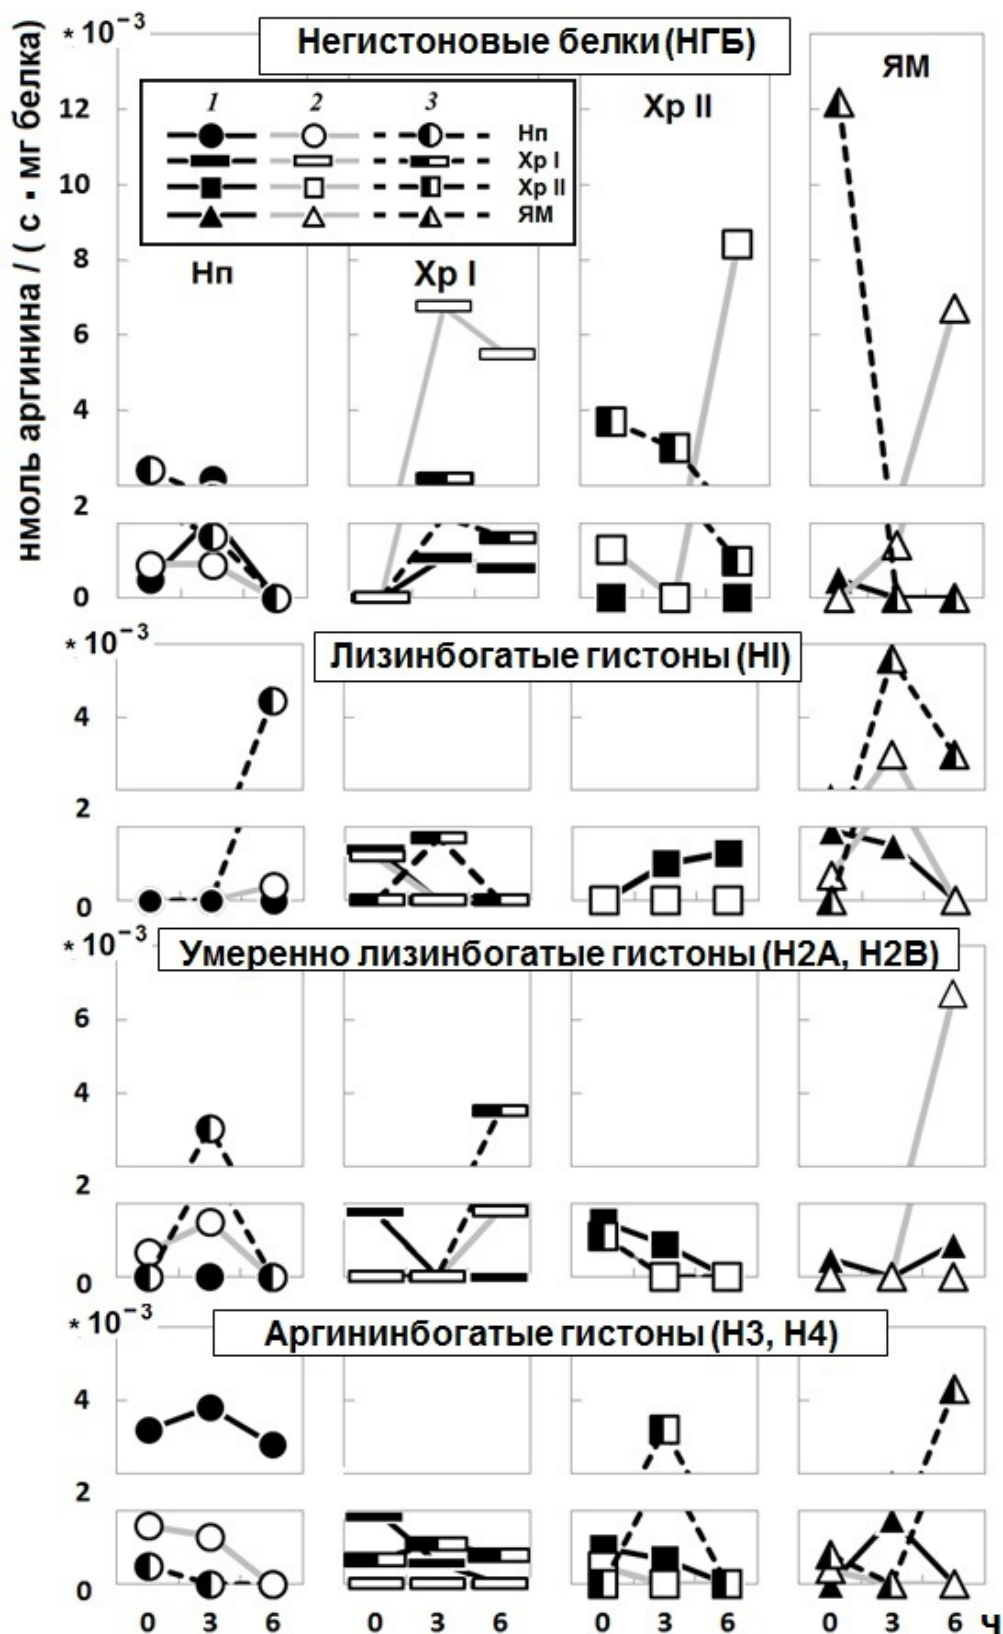 * 10⁻³
Негистоновые белки (НГБ)
нмоль аргинина / ( с · мг белка)
1 2 3
Нп
Хр I
Хр II
ЯМ
Нп
Хр I
Хр II
ЯМ
12
10
8
6
4
2
0
* 10⁻³
Лизинбогатые гистоны (HI)
4
2
0
* 10⁻³
Умеренно лизинбогатые гистоны (H2A, H2B)
6
4
2
0
* 10⁻³
Аргининбогатые гистоны (H3, H4)
4
2
0
0 3 6 0 3 6 0 3 6 0 3 6 ч